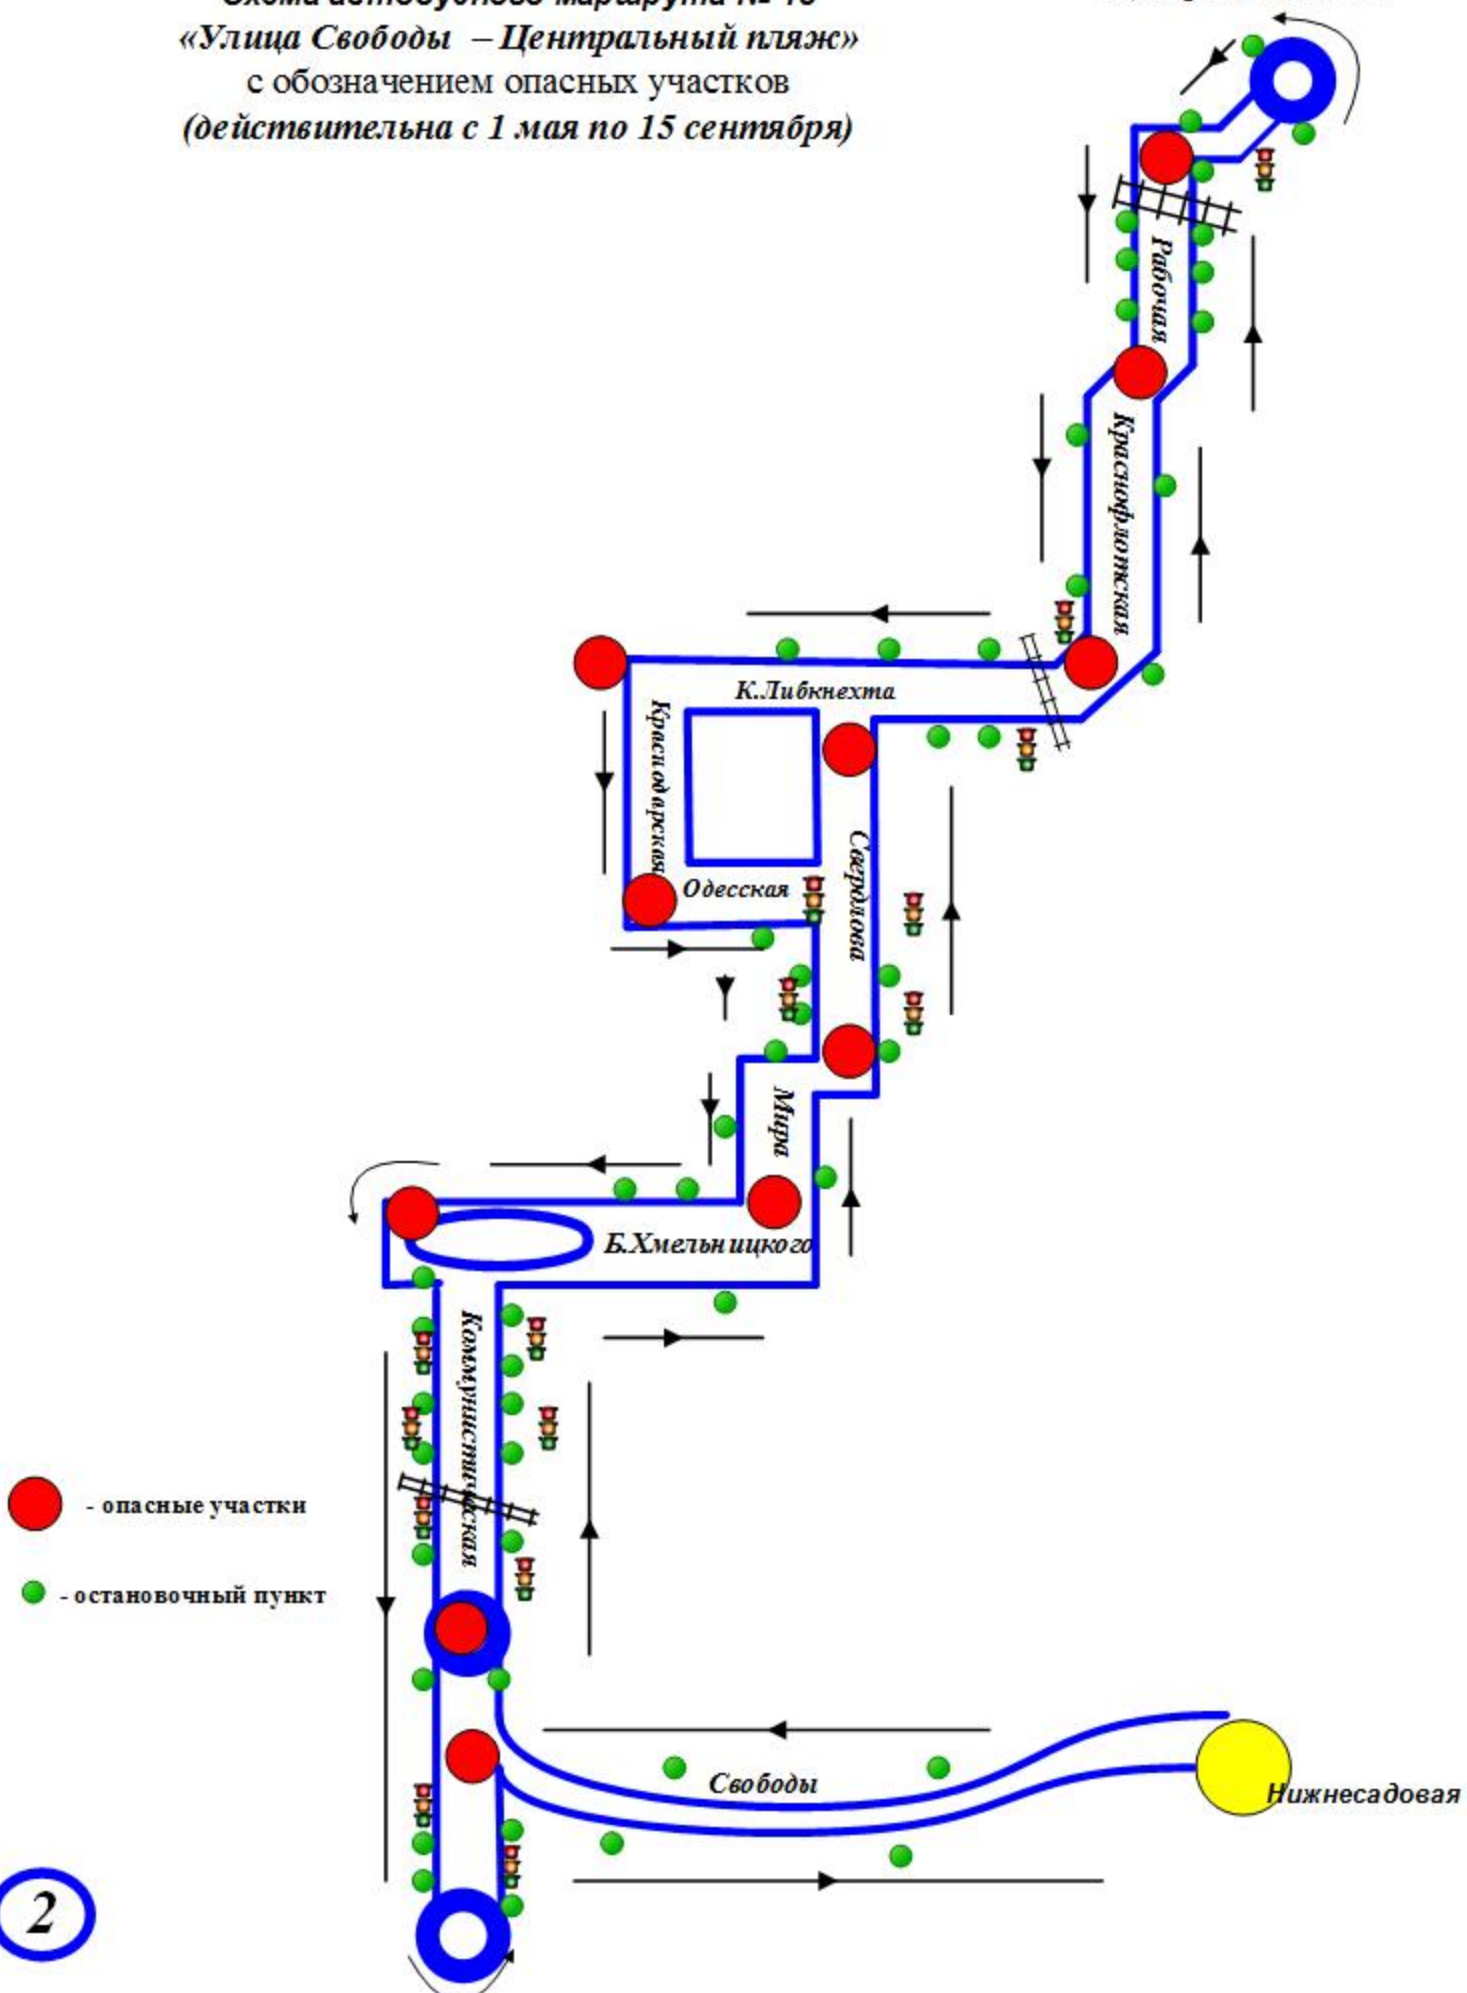 «Улица Свободы – Центральный пляж»
с обозначением опасных участков
(действительна с 1 мая по 15 сентября)
Рабочая
Краснофлотская
К.Либкнехта
Краснодарская
Одесская
Свердлова
Мира
Б.Хмельницкого
Коммунистическая
- опасные участки
- остановочный пункт
Свободы
Нижнесадовая
2